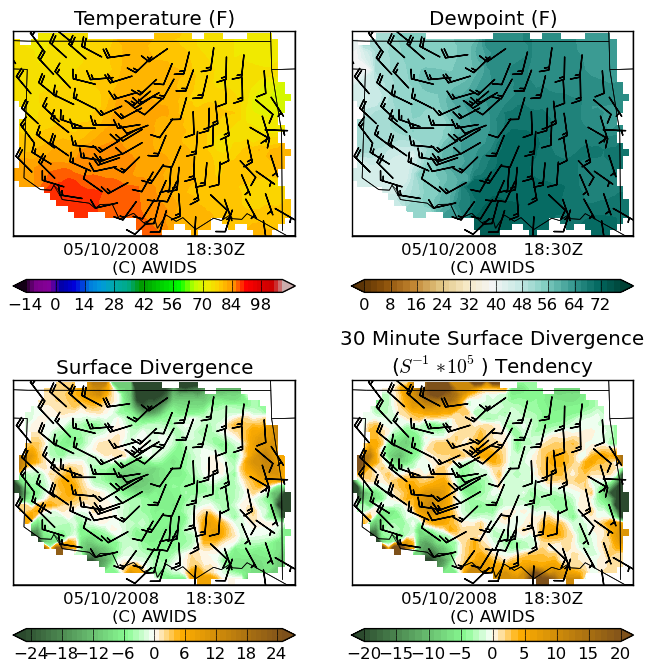 Temperature (F)
Dewpoint (F)
05/10/2008 18:30Z
(C) AWIDS
05/10/2008 18:30Z
(C) AWIDS
−14 0 14 28 42 56 70 84 98
0 8 16 24 32 40 48 56 64 72
Surface Divergence
30 Minute Surface Divergence
(S⁻¹ *10⁵ ) Tendency
05/10/2008 18:30Z
(C) AWIDS
05/10/2008 18:30Z
(C) AWIDS
−24 −18 −12 −6 0 6 12 18 24
−20 −15 −10 −5 0 5 10 15 20